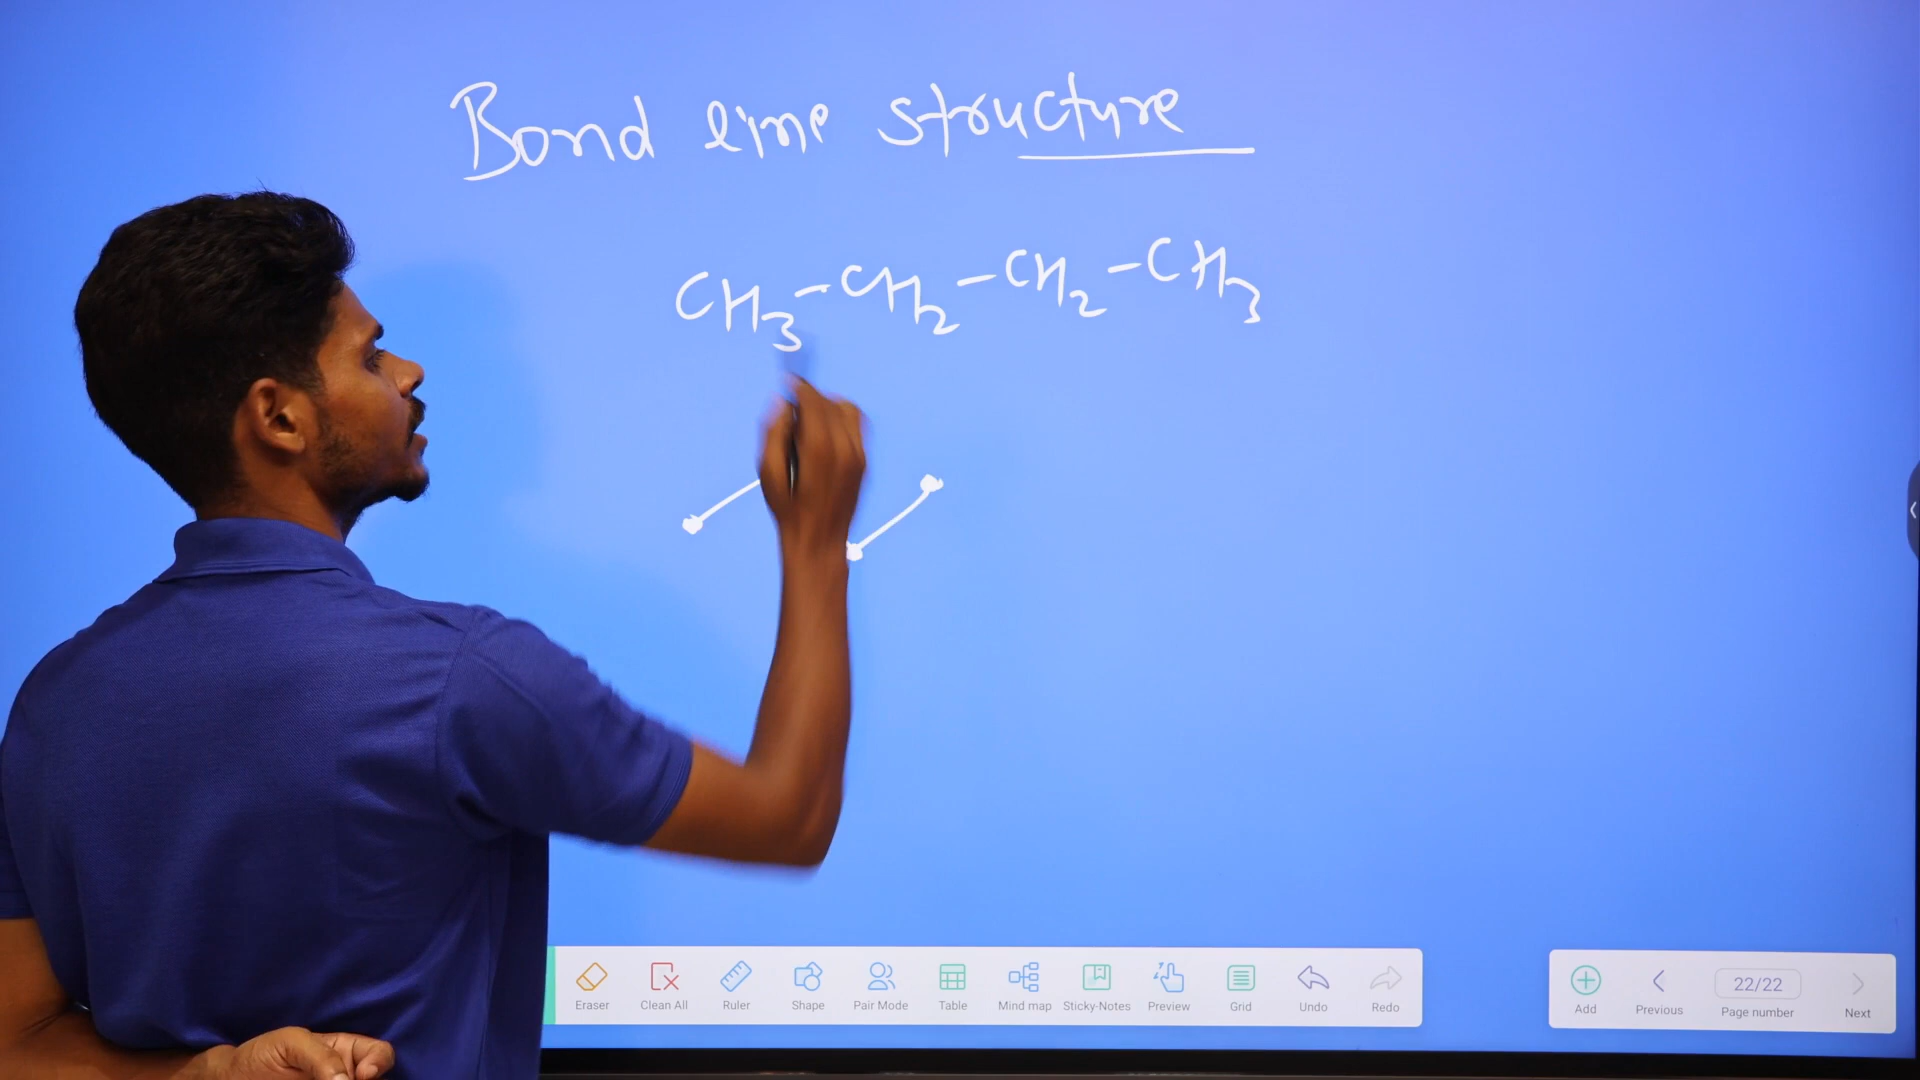 Bond line structure
CH3-CH2-CH2-CH3
Eraser Clean All Ruler Shape Pair Mode Table Mind map Sticky-Notes Preview Grid Undo Redo
Add Previous 22/22 Page number Next